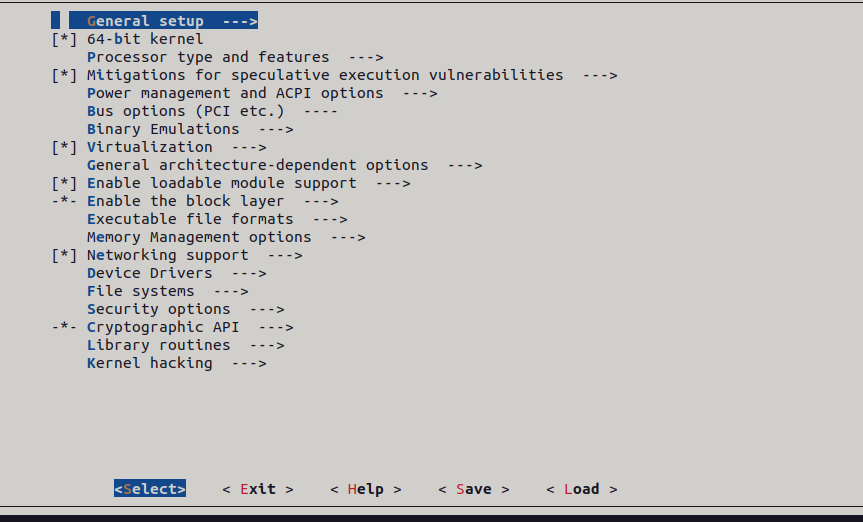 General setup  --->
[*] 64-bit kernel
Processor type and features  --->
[*] Mitigations for speculative execution vulnerabilities  --->
Power management and ACPI options  --->
Bus options (PCI etc.)  ----
Binary Emulations  --->
[*] Virtualization  --->
General architecture-dependent options  --->
[*] Enable loadable module support  --->
-*- Enable the block layer  --->
Executable file formats  --->
Memory Management options  --->
[*] Networking support  --->
Device Drivers  --->
File systems  --->
Security options  --->
-*- Cryptographic API  --->
Library routines  --->
Kernel hacking  --->
<Select>    < Exit >    < Help >    < Save >    < Load >